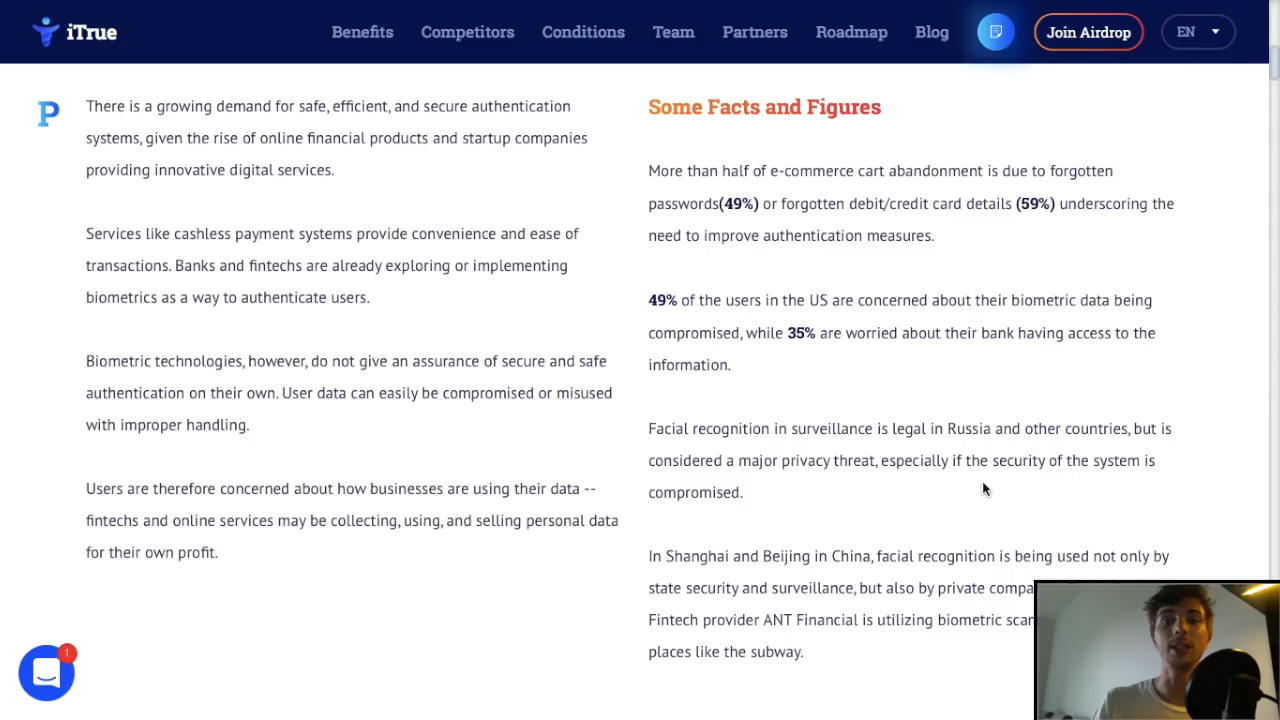 iTrue
Benefits
Competitors
Conditions
Team
Partners
Roadmap
Blog
Join Airdrop
EN
P
There is a growing demand for safe, efficient, and secure authentication
systems, given the rise of online financial products and startup companies
providing innovative digital services.
Services like cashless payment systems provide convenience and ease of
transactions. Banks and fintechs are already exploring or implementing
biometrics as a way to authenticate users.
Biometric technologies, however, do not give an assurance of secure and safe
authentication on their own. User data can easily be compromised or misused
with improper handling.
Users are therefore concerned about how businesses are using their data --
fintechs and online services may be collecting, using, and selling personal data
for their own profit.
Some Facts and Figures
More than half of e-commerce cart abandonment is due to forgotten
passwords(49%) or forgotten debit/credit card details (59%) underscoring the
need to improve authentication measures.
49% of the users in the US are concerned about their biometric data being
compromised, while 35% are worried about their bank having access to the
information.
Facial recognition in surveillance is legal in Russia and other countries, but is
considered a major privacy threat, especially if the security of the system is
compromised.
In Shanghai and Beijing in China, facial recognition is being used not only by
state security and surveillance, but also by private
Fintech provider ANT Financial is utilizing biometric
places like the subway.
1